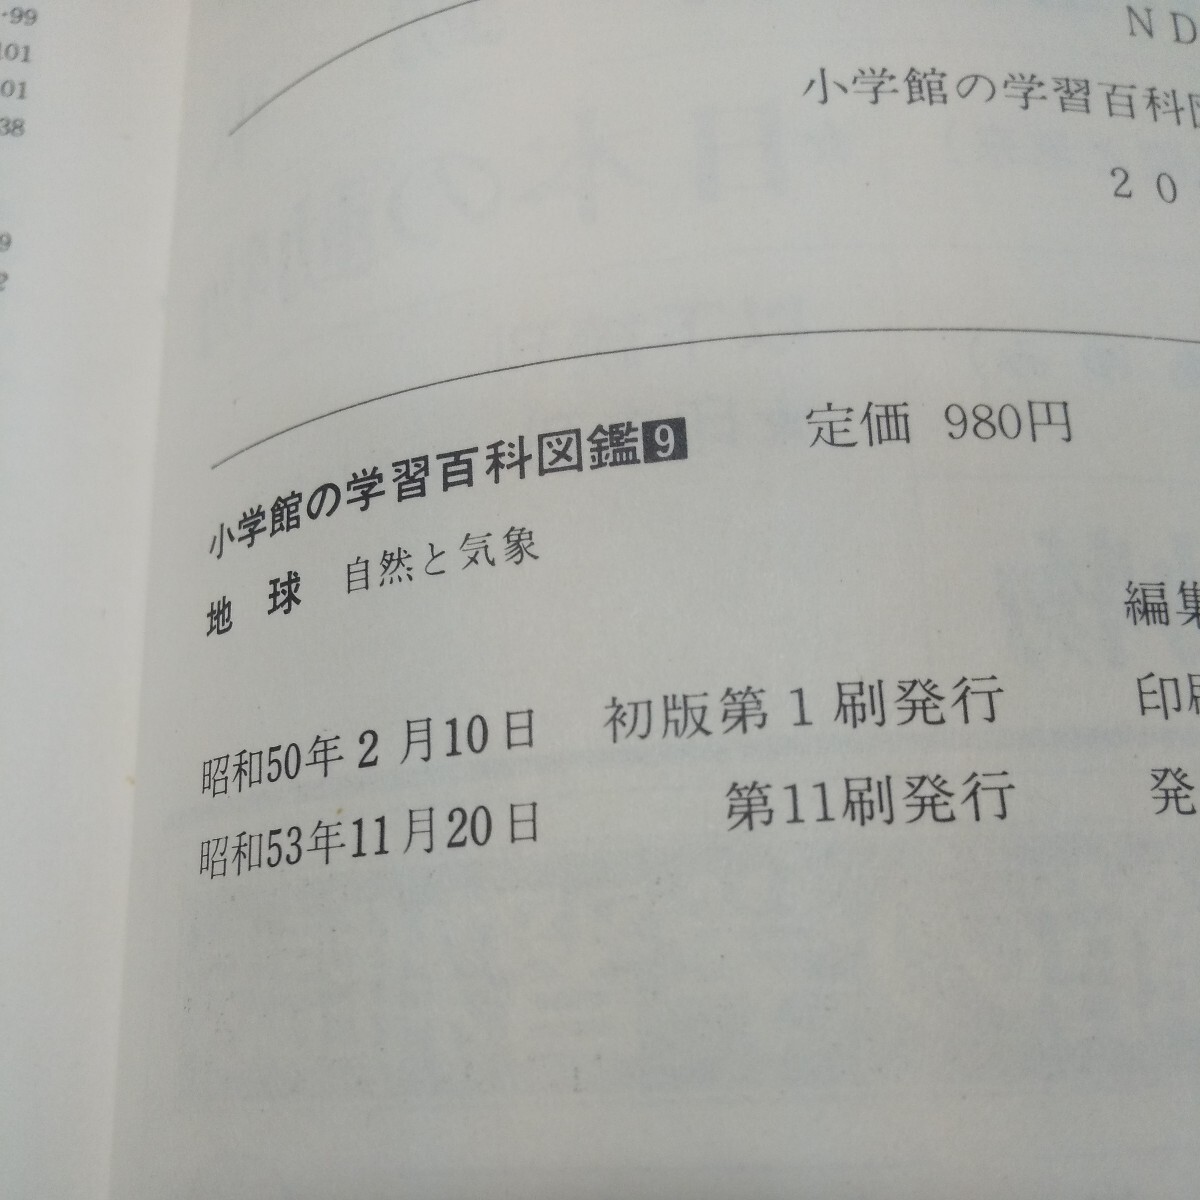 -99
101
01
38
9
2
ND
小学館の学習百科図
20
小学館の学習百科図鑑9 定価 980円
地球 自然と気象
編集
昭和50年2月10日 初版第1刷発行 印刷
昭和53年11月20日 第11刷発行 発